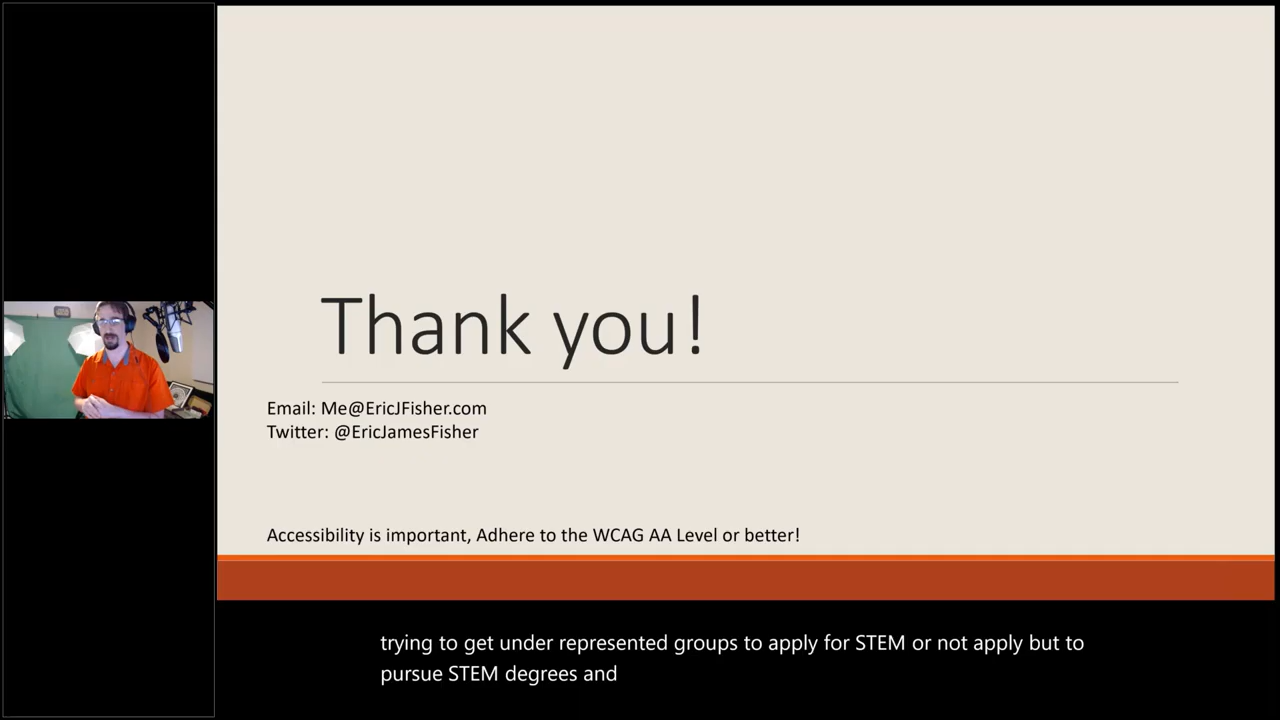 Thank you!
Email: Me@EricJFisher.com
Twitter: @EricJamesFisher
Accessibility is important, Adhere to the WCAG AA Level or better!
trying to get under represented groups to apply for STEM or not apply but to
pursue STEM degrees and